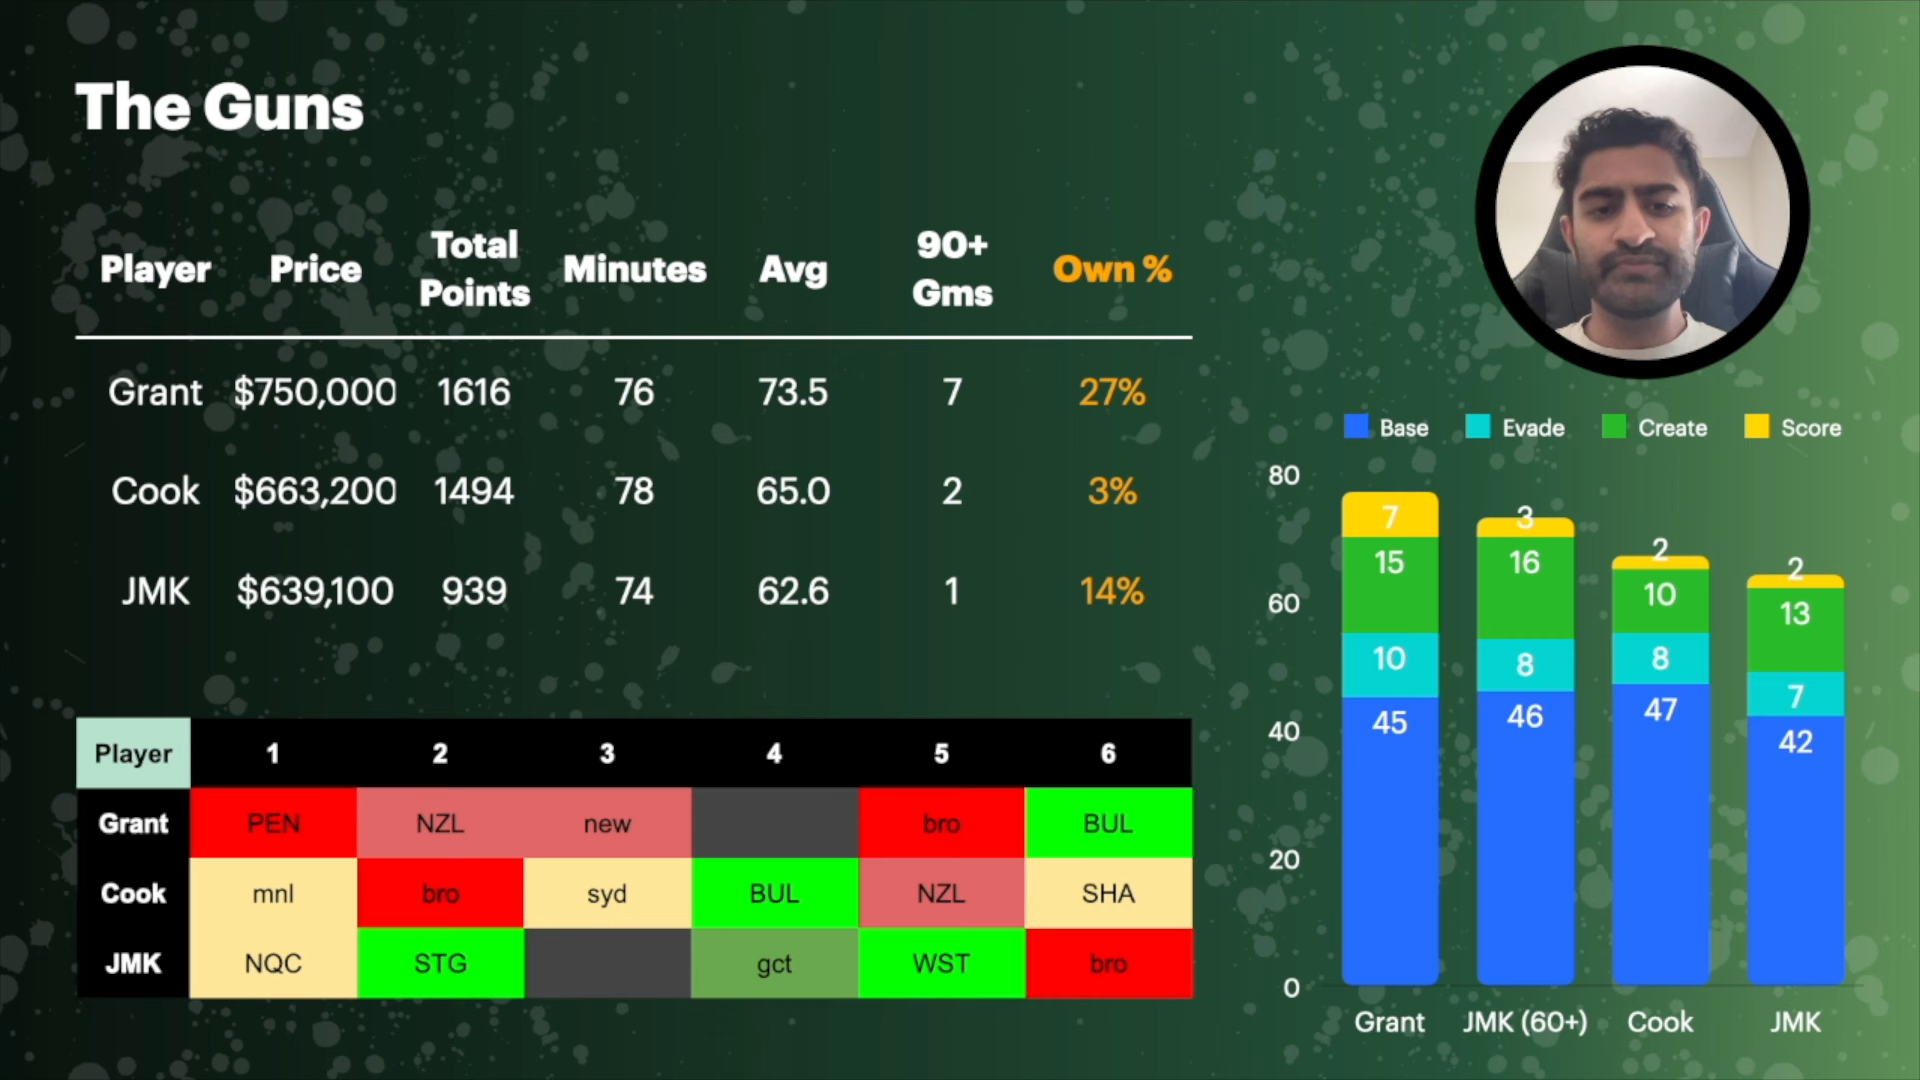 The Guns
Player Price Total Points Minutes Avg 90+ Gms Own %
Grant $750,000 1616 76 73.5 7 27%
Cook $663,200 1494 78 65.0 2 3%
JMK $639,100 939 74 62.6 1 14%
Player 1 2 3 4 5 6
Grant PEN NZL new bro BUL
Cook mnl bro syd BUL NZL SHA
JMK NQC STG gct WST bro
Base Evade Create Score
80
60
40
20
0
7 3 2 2
15 16 10 13
10 8 8 7
45 46 47 42
Grant JMK (60+) Cook JMK